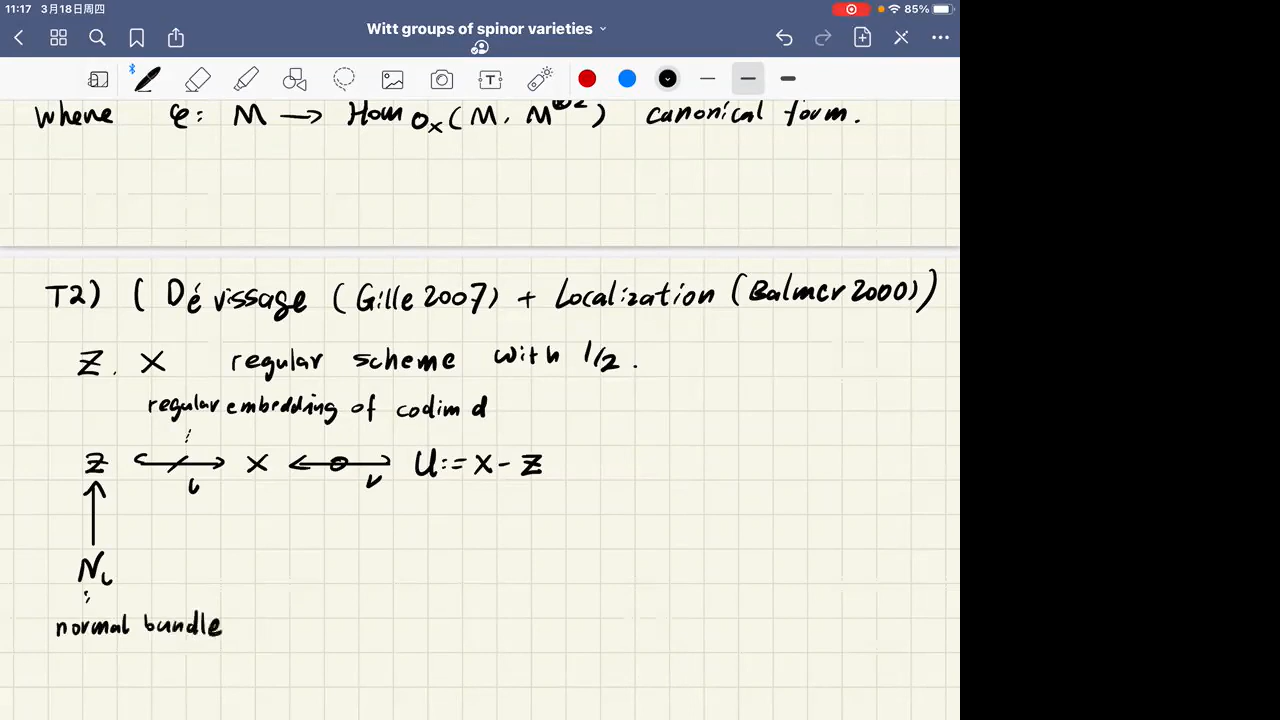 11:17 3月18日周四
85%
Witt groups of spinor varieties
T
where φ: M → Hom O_X (M, M^{⊗2}) canonical form.
T2) ( Dévissage (Gille 2007) + Localization (Balmer 2000) )
Z, X regular scheme with 1/2.
regular embedding of codim d
Z ↪ X ↩ U := X - Z
ι υ
N_ι
normal bundle